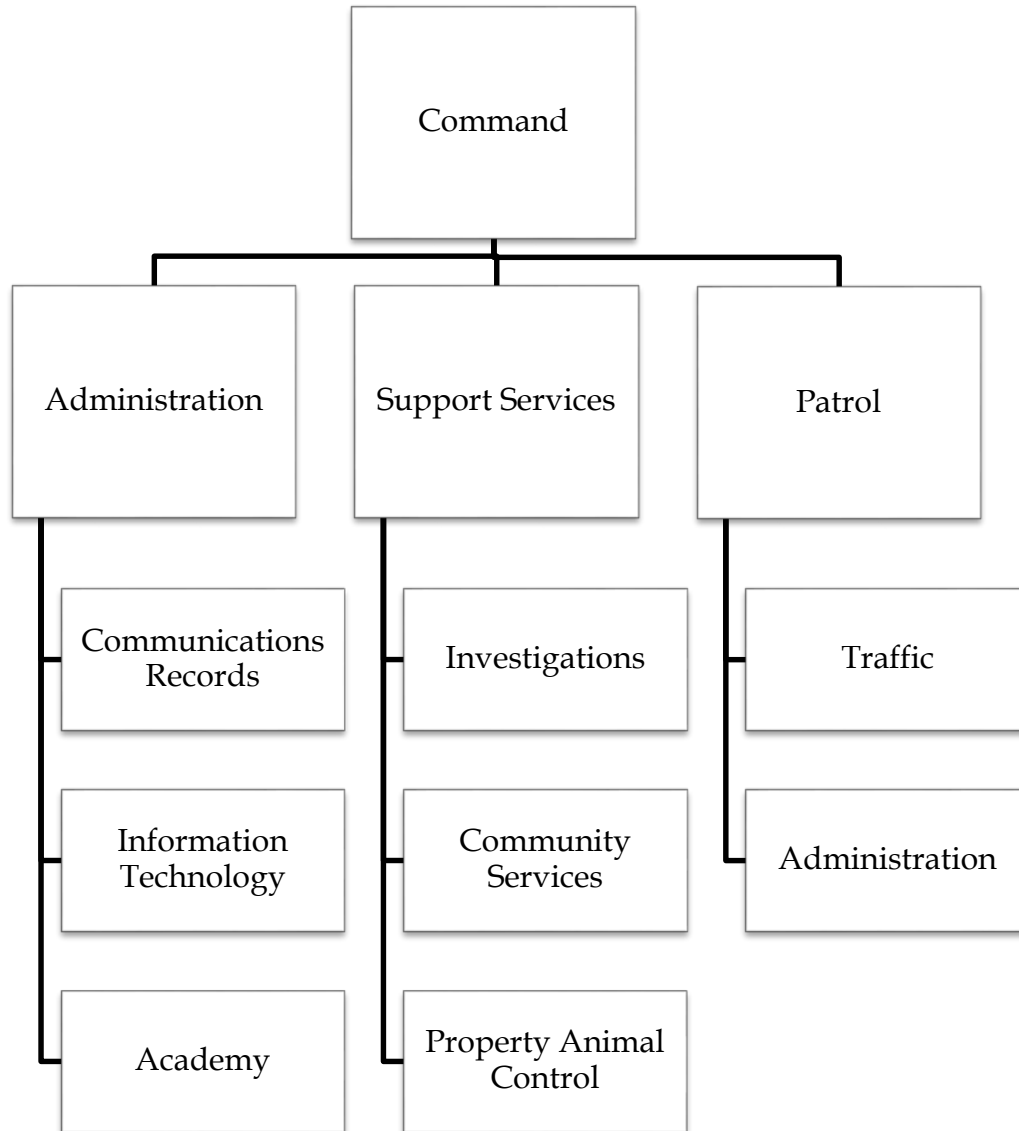 Command
Administration
Support Services
Patrol
Communications
Records
Investigations
Traffic
Information
Technology
Community
Services
Administration
Academy
Property Animal
Control